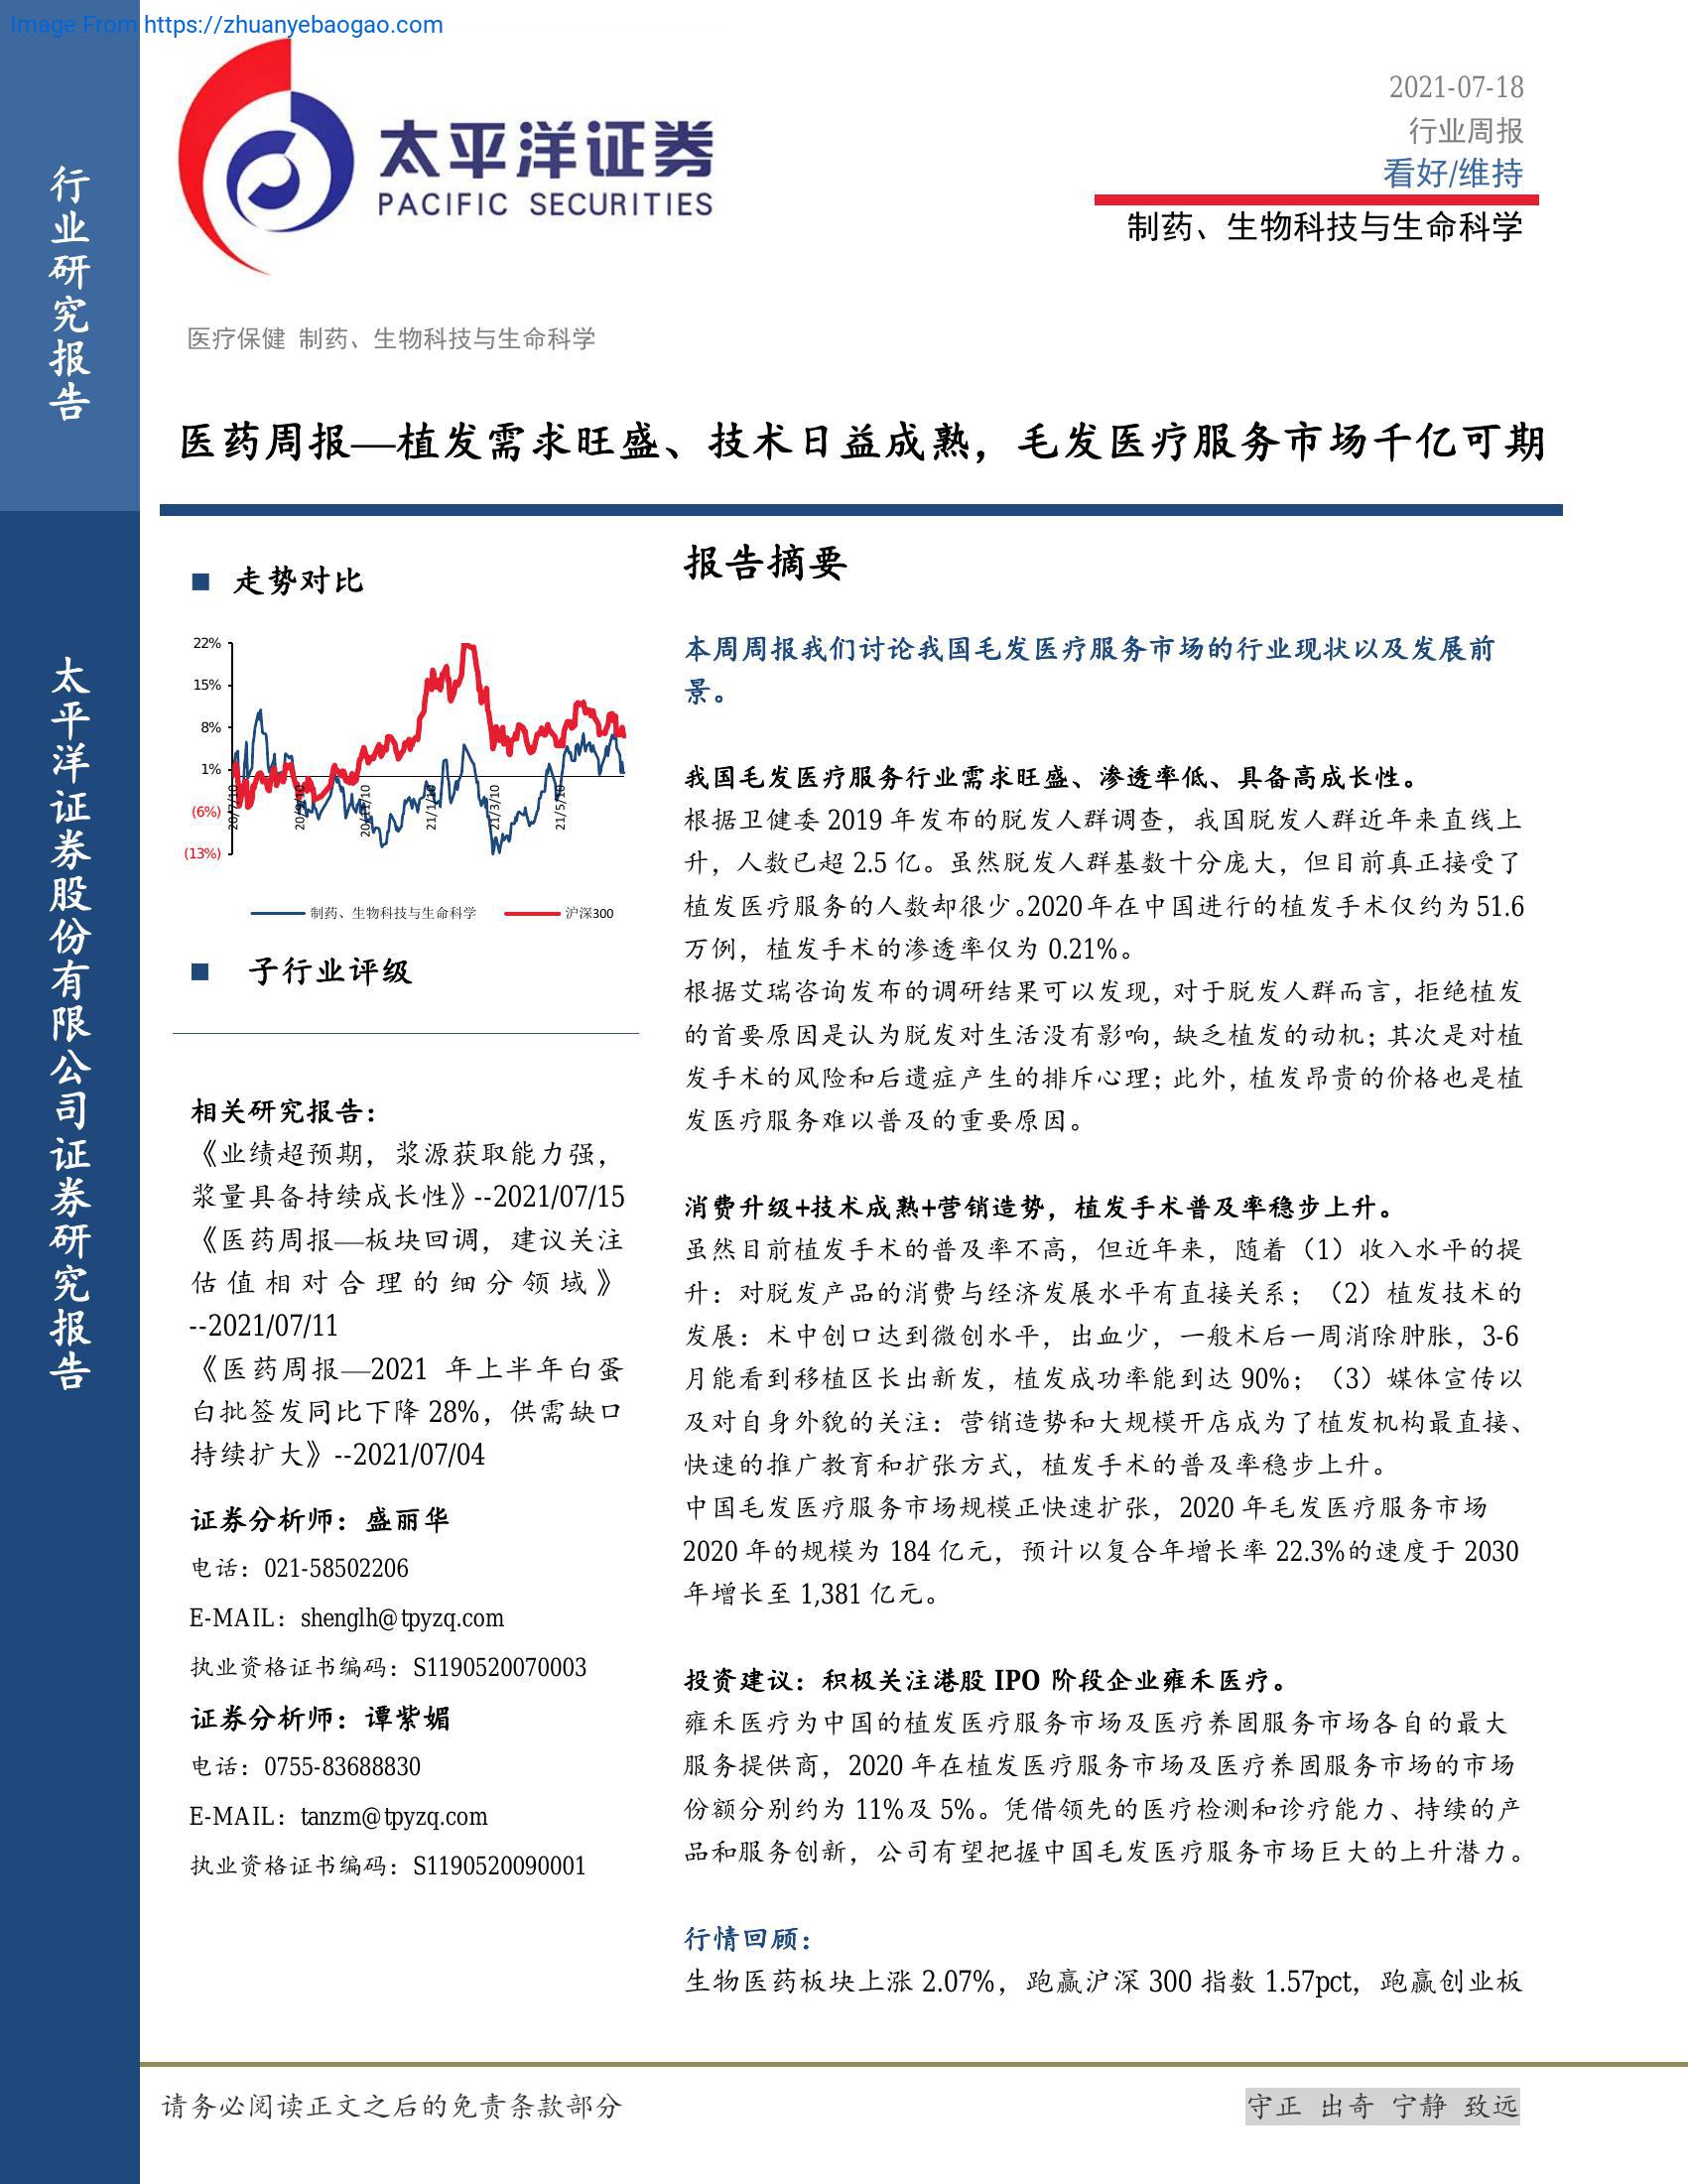 Image From https://zhuanyebaogao.com
行业研究报告
太平洋证券股份有限公司证券研究报告
太平洋证券
PACIFIC SECURITIES
2021-07-18
行业周报
看好/维持
制药、生物科技与生命科学
医疗保健 制药、生物科技与生命科学
医药周报—植发需求旺盛、技术日益成熟，毛发医疗服务市场千亿可期
■ 走势对比
22%
15%
8%
1%
(6%)
(13%)
20/7/10
20/9/10
20/11/10
21/1/10
21/3/10
21/5/10
制药、生物科技与生命科学
沪深300
■ 子行业评级
相关研究报告：
《业绩超预期，浆源获取能力强，
浆量具备持续成长性》--2021/07/15
《医药周报—板块回调，建议关注
估值相对合理的细分领域》
--2021/07/11
《医药周报—2021 年上半年白蛋
白批签发同比下降 28%，供需缺口
持续扩大》--2021/07/04
证券分析师：盛丽华
电话：021-58502206
E-MAIL：shenglh@tpyzq.com
执业资格证书编码：S1190520070003
证券分析师：谭紫媚
电话：0755-83688830
E-MAIL：tanzm@tpyzq.com
执业资格证书编码：S1190520090001
报告摘要
本周周报我们讨论我国毛发医疗服务市场的行业现状以及发展前
景。
我国毛发医疗服务行业需求旺盛、渗透率低、具备高成长性。
根据卫健委 2019 年发布的脱发人群调查，我国脱发人群近年来直线上
升，人数已超 2.5 亿。虽然脱发人群基数十分庞大，但目前真正接受了
植发医疗服务的人数却很少。2020 年在中国进行的植发手术仅约为 51.6
万例，植发手术的渗透率仅为 0.21%。
根据艾瑞咨询发布的调研结果可以发现，对于脱发人群而言，拒绝植发
的首要原因是认为脱发对生活没有影响，缺乏植发的动机；其次是对植
发手术的风险和后遗症产生的排斥心理；此外，植发昂贵的价格也是植
发医疗服务难以普及的重要原因。
消费升级+技术成熟+营销造势，植发手术普及率稳步上升。
虽然目前植发手术的普及率不高，但近年来，随着（1）收入水平的提
升：对脱发产品的消费与经济发展水平有直接关系；（2）植发技术的
发展：术中创口达到微创水平，出血少，一般术后一周消除肿胀，3-6
月能看到移植区长出新发，植发成功率能到达 90%；（3）媒体宣传以
及对自身外貌的关注：营销造势和大规模开店成为了植发机构最直接、
快速的推广教育和扩张方式，植发手术的普及率稳步上升。
中国毛发医疗服务市场规模正快速扩张，2020 年毛发医疗服务市场
2020 年的规模为 184 亿元，预计以复合年增长率 22.3%的速度于 2030
年增长至 1,381 亿元。
投资建议：积极关注港股 IPO 阶段企业雍禾医疗。
雍禾医疗为中国的植发医疗服务市场及医疗养固服务市场各自的最大
服务提供商，2020 年在植发医疗服务市场及医疗养固服务市场的市场
份额分别约为 11%及 5%。凭借领先的医疗检测和诊疗能力、持续的产
品和服务创新，公司有望把握中国毛发医疗服务市场巨大的上升潜力。
行情回顾：
生物医药板块上涨 2.07%，跑赢沪深 300 指数 1.57pct，跑赢创业板
请务必阅读正文之后的免责条款部分
守正 出奇 宁静 致远